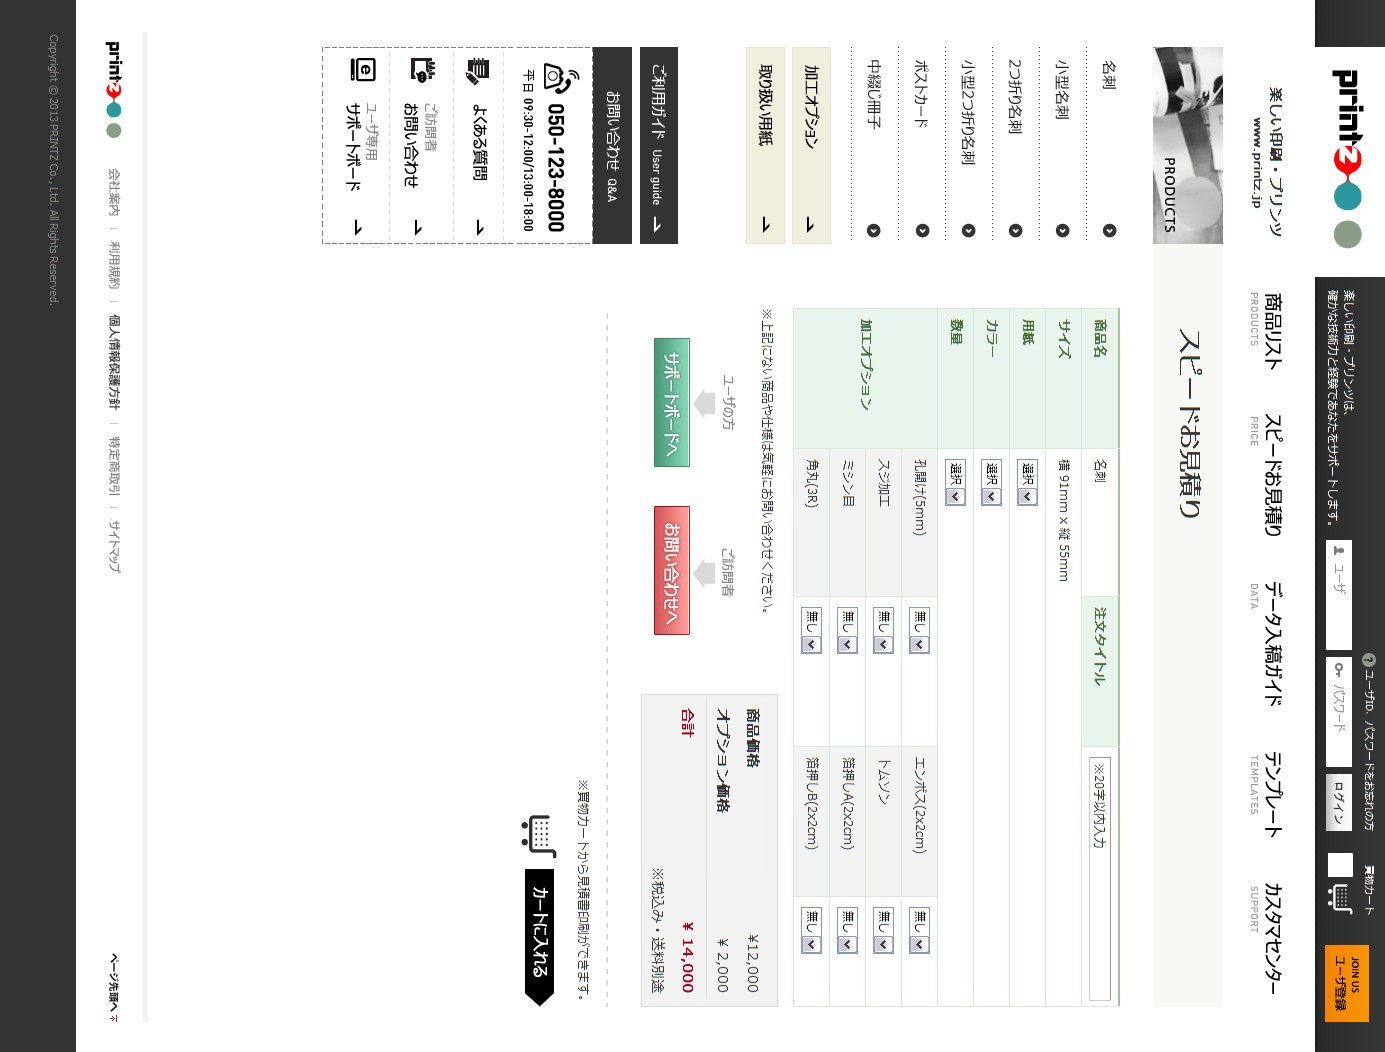 printz
楽しい印刷・プリンツ
www.printz.jp
楽しい印刷・プリンツは、
確かな技術力と経験であなたをサポートします。
? ユーザID、パスワードをお忘れの方
ユーザ
パスワード
ログイン
買物カート
JOIN US
ユーザ登録
商品リスト
PRODUCTS
スピードお見積り
PRICE
データ入稿ガイド
DATA
テンプレート
TEMPLATES
カスタマセンター
SUPPORT
PRODUCTS
名刺
小型名刺
2つ折り名刺
小型2つ折り名刺
ポストカード
中綴じ冊子
加工オプション
取り扱い用紙
ご利用ガイド User guide
お問い合わせ Q&A
050-123-8000
平日 09:30-12:00/13:00-18:00
よくある質問
ご訪問者
お問い合わせ
ユーザ専用
サポートボード
スピードお見積り
商品名 名刺 注文タイトル ※20字以内入力
サイズ 横 91mm x 縦 55mm
用紙 選択
カラー 選択
数量 選択
加工オプション
孔開け(5mm) 無し エンボス(2x2cm) 無し
スジ加工 無し トムソン 無し
ミシン目 無し 箔押しA(2x2cm) 無し
角丸(3R) 無し 箔押しB(2x2cm) 無し
※上記にない商品や仕様は気軽にお問い合わせください。
ユーザの方
サポートボードへ
ご訪問者
お問い合わせへ
商品価格 ¥12,000
オプション価格 ¥ 2,000
合計 ¥ 14,000
※税込み・送料別途
※買物カートから見積書印刷ができます。
カートに入れる
printz
会社案内 | 利用規約 | 個人情報保護方針 | 特定商取引 | サイトマップ
ページ先頭へ
Copyright © 2013 PRINTZ Co., Ltd. All Rights Reserved.